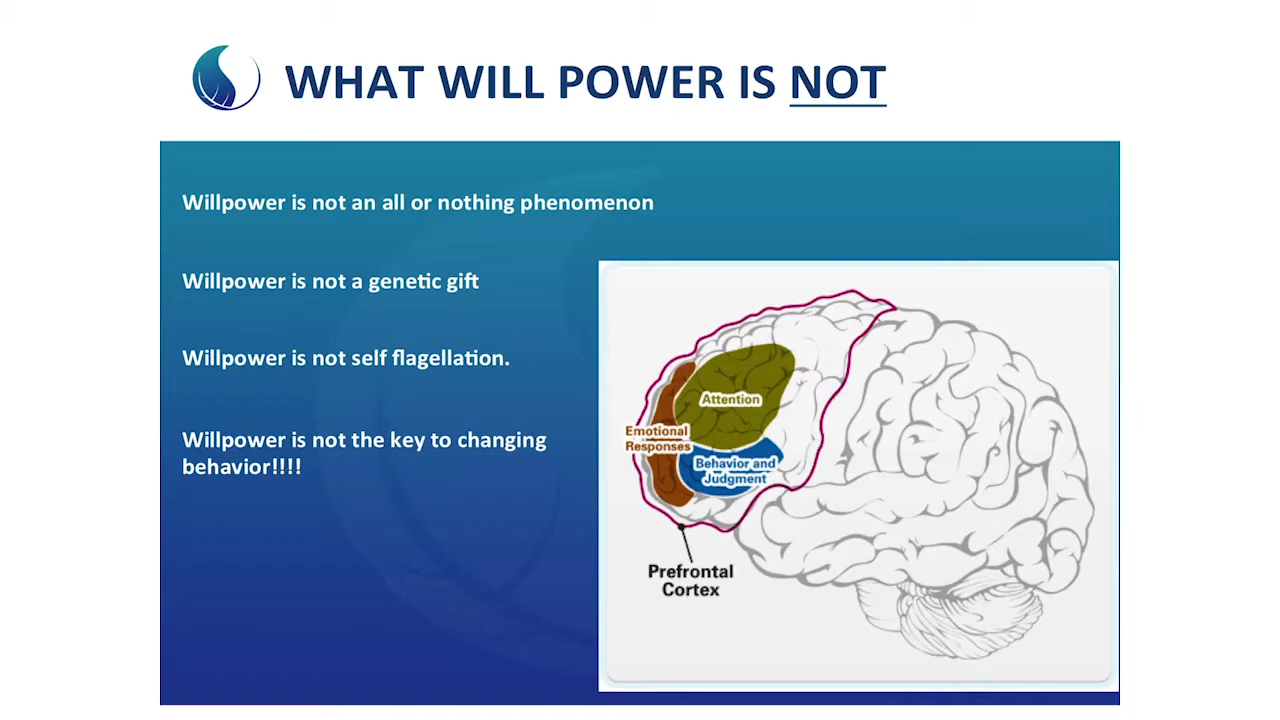 WHAT WILL POWER IS NOT
Willpower is not an all or nothing phenomenon
Willpower is not a genetic gift
Willpower is not self flagellation.
Willpower is not the key to changing
behavior!!!!
Attention
Emotional
Responses
Behavior and
Judgment
Prefrontal
Cortex